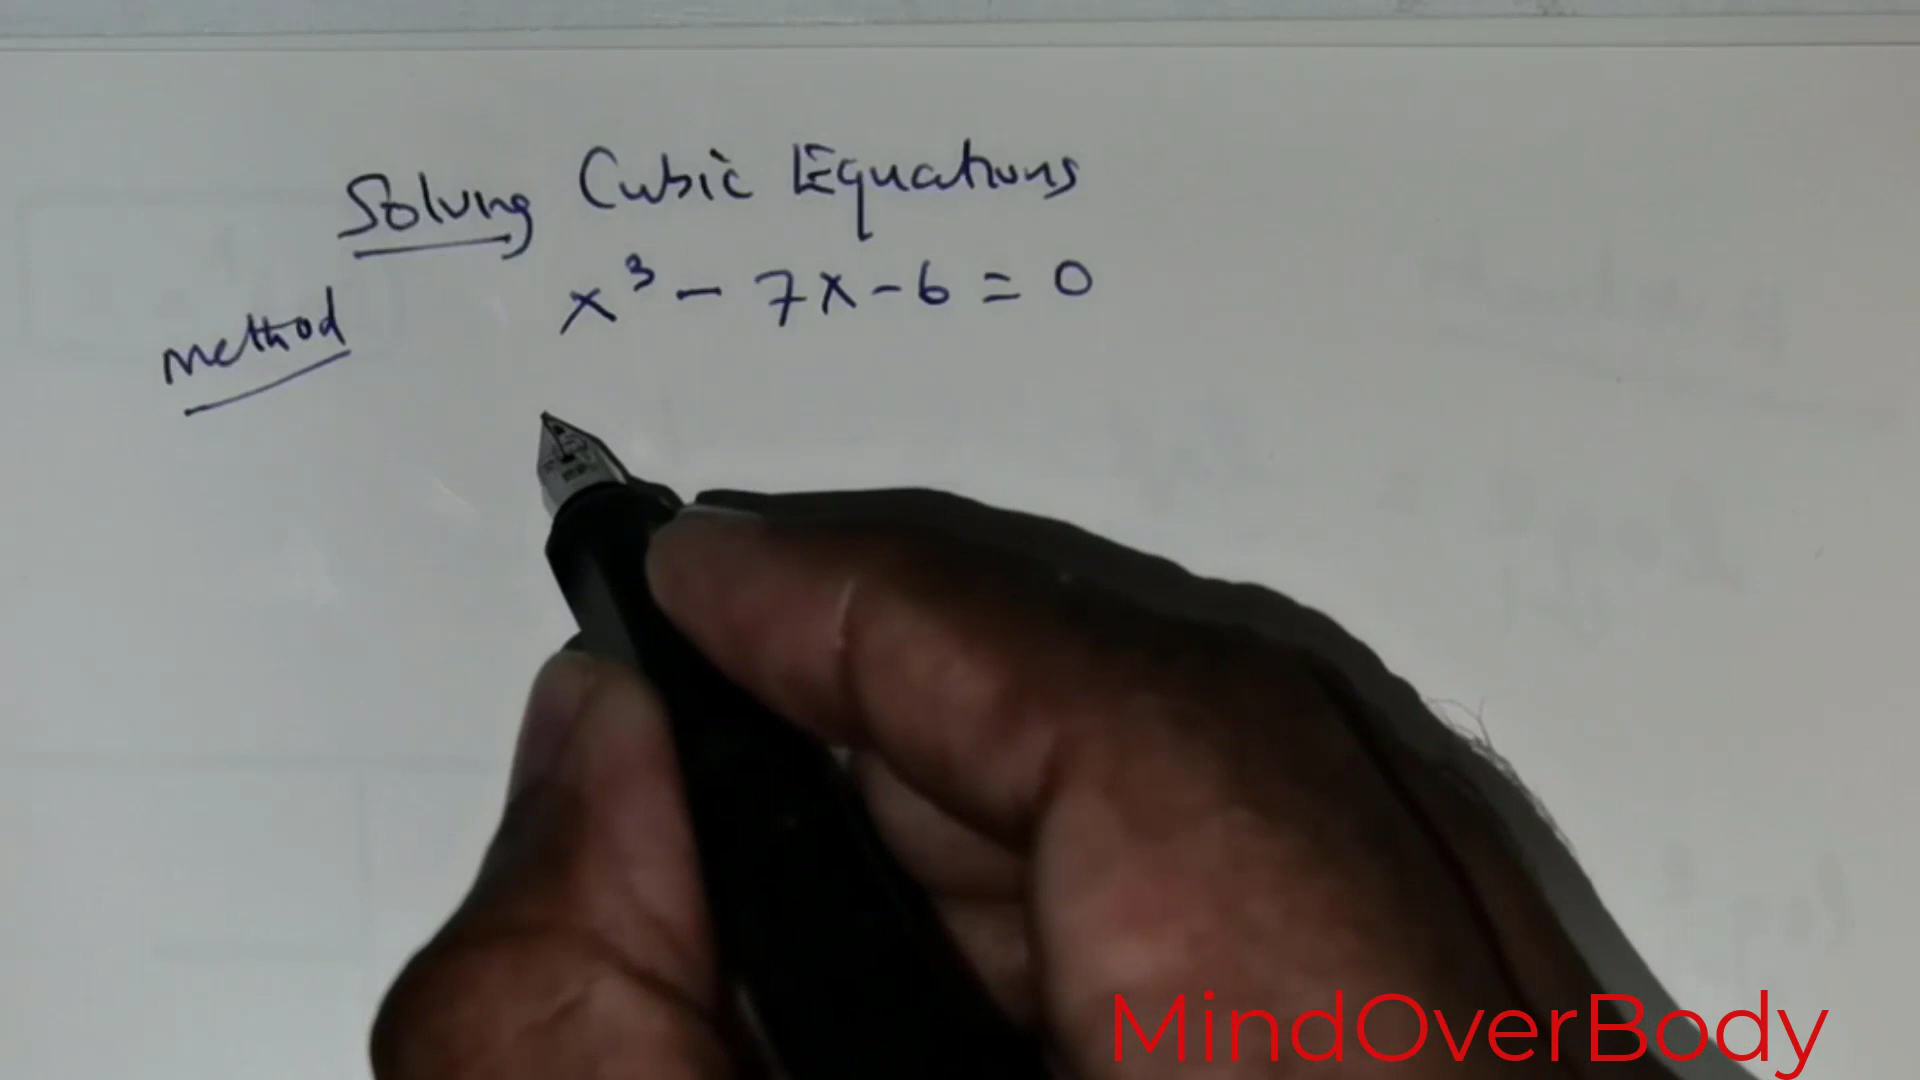 Solving Cubic Equations
x³ - 7x - 6 = 0
method
MindOverBody